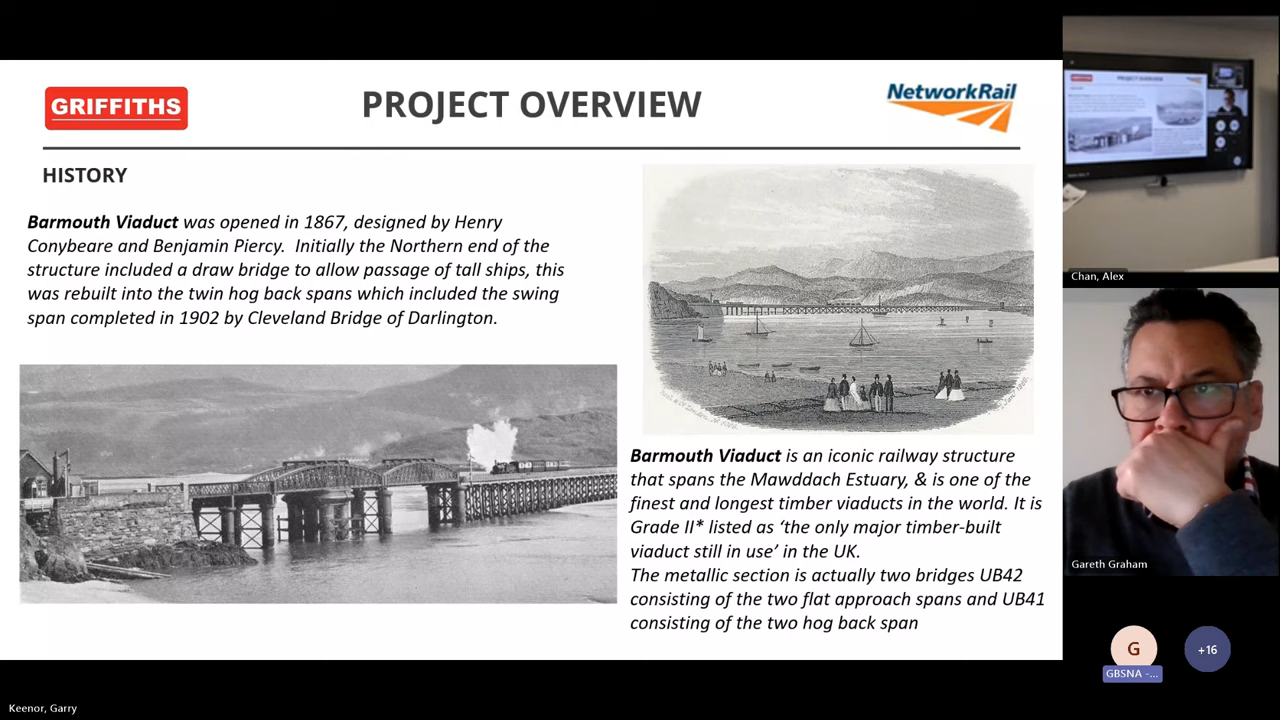 GRIFFITHS
PROJECT OVERVIEW
NetworkRail
HISTORY
Barmouth Viaduct was opened in 1867, designed by Henry
Conybeare and Benjamin Piercy.  Initially the Northern end of the
structure included a draw bridge to allow passage of tall ships, this
was rebuilt into the twin hog back spans which included the swing
span completed in 1902 by Cleveland Bridge of Darlington.
Barmouth Viaduct is an iconic railway structure
that spans the Mawddach Estuary, & is one of the
finest and longest timber viaducts in the world. It is
Grade II* listed as ‘the only major timber-built
viaduct still in use’ in the UK.
The metallic section is actually two bridges UB42
consisting of the two flat approach spans and UB41
consisting of the two hog back span
PROJECT OVERVIEW
Chan, Alex
Gareth Graham
G
GBSNA -...
+16
Keenor, Garry